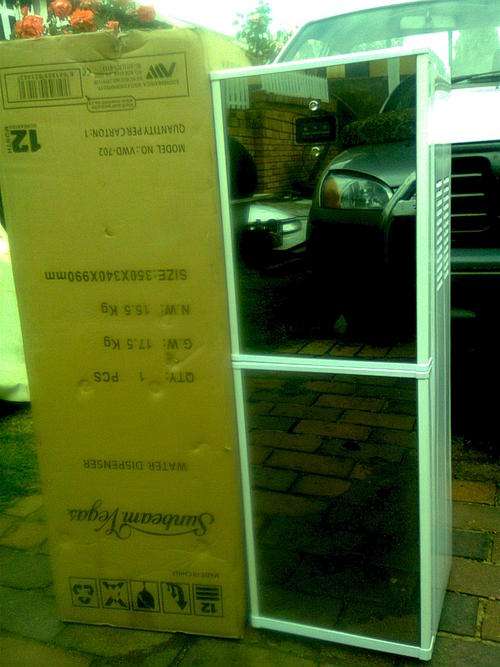 12
MADE IN CHINA
Sunbeam Vegas
WATER DISPENSER
QTY: 1 PCS
G.W: 17.5 Kg
N.W: 15.5 Kg
SIZE:350X340X990mm
MODEL NO.:VWD-702
QUANTITY PER CARTON:1
12 MONTH